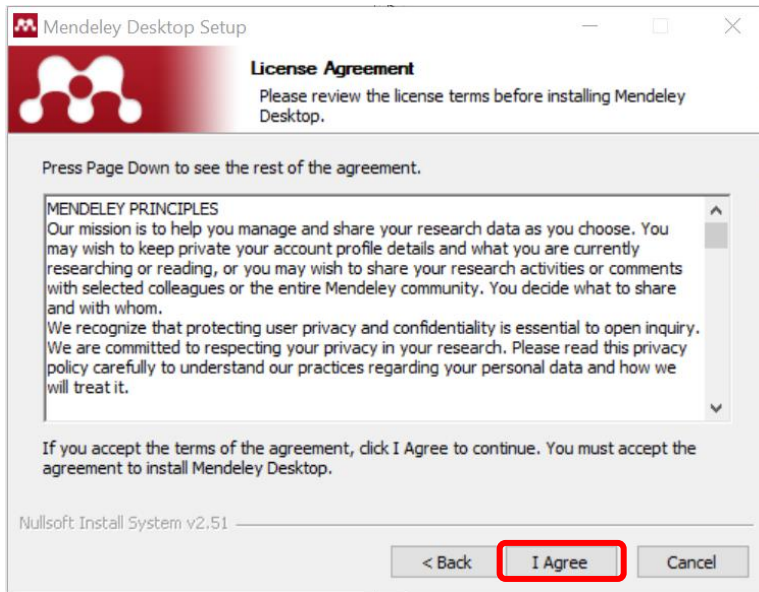 Mendeley Desktop Setup
License Agreement
Please review the license terms before installing Mendeley
Desktop.
Press Page Down to see the rest of the agreement.
MENDELEY PRINCIPLES
Our mission is to help you manage and share your research data as you choose. You
may wish to keep private your account profile details and what you are currently
researching or reading, or you may wish to share your research activities or comments
with selected colleagues or the entire Mendeley community. You decide what to share
and with whom.
We recognize that protecting user privacy and confidentiality is essential to open inquiry.
We are committed to respecting your privacy in your research. Please read this privacy
policy carefully to understand our practices regarding your personal data and how we
will treat it.
If you accept the terms of the agreement, click I Agree to continue. You must accept the
agreement to install Mendeley Desktop.
Nullsoft Install System v2.51
< Back I Agree Cancel